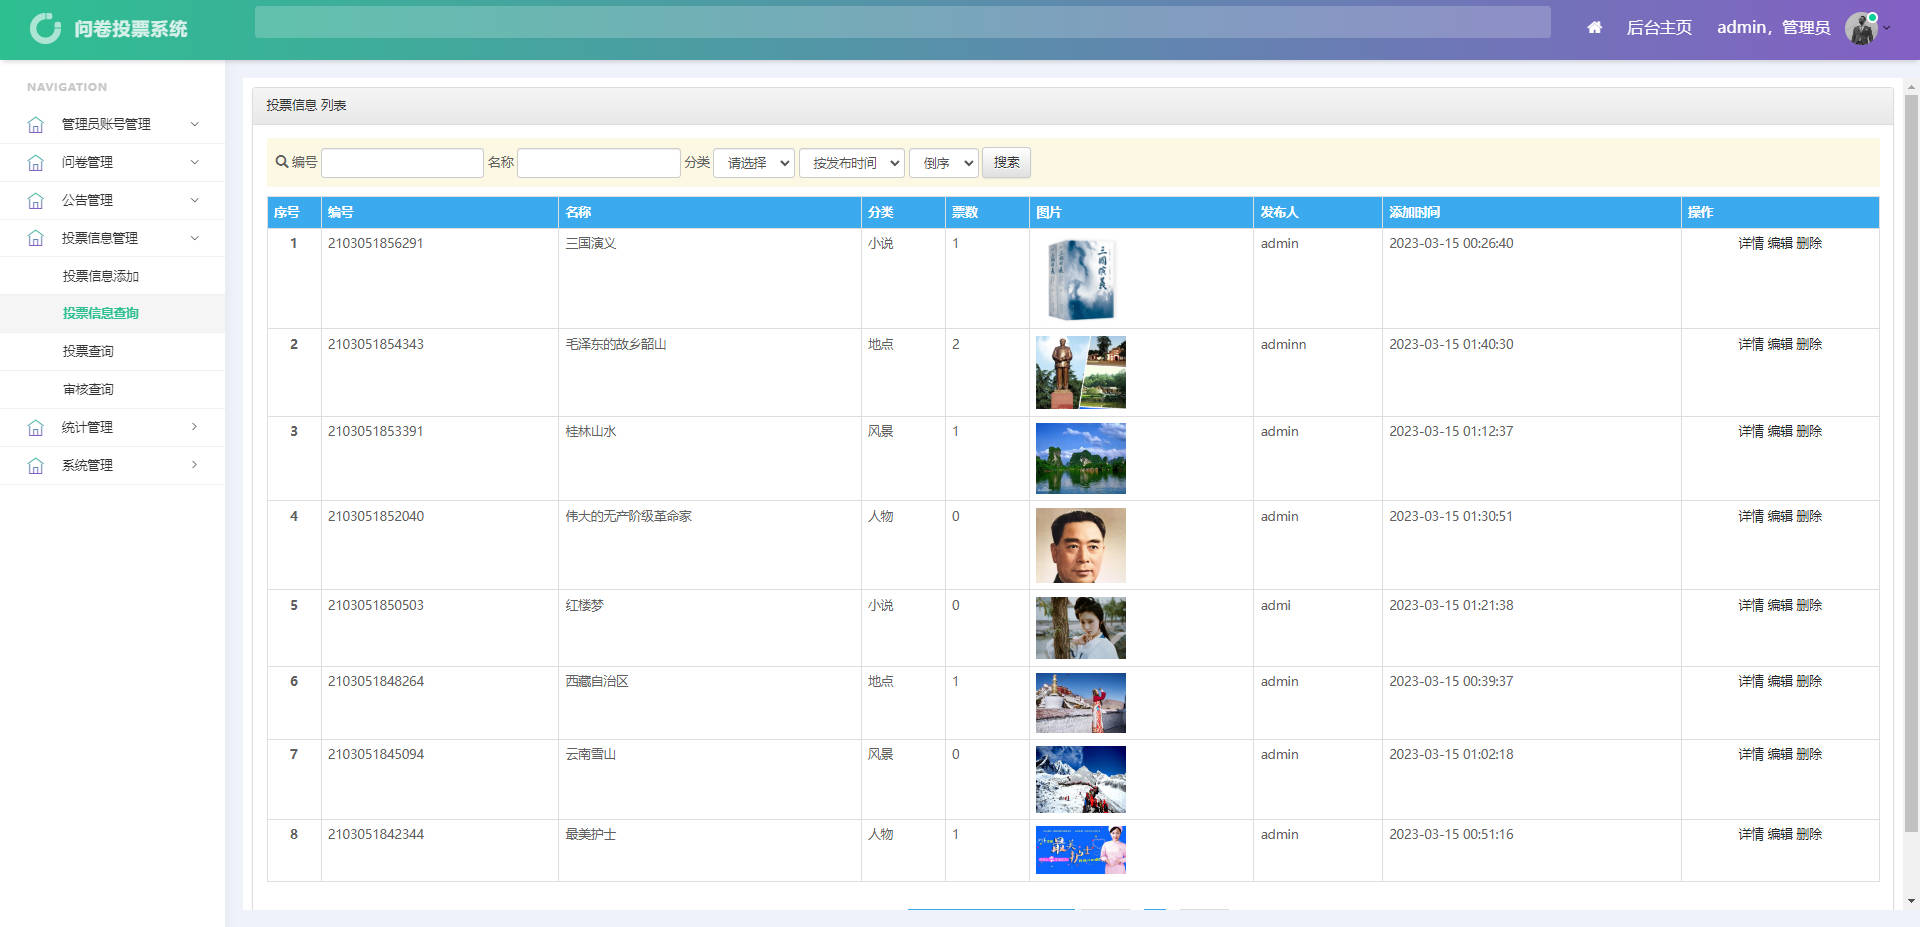 问卷投票系统
后台主页 admin，管理员
NAVIGATION
管理员账号管理
问卷管理
公告管理
投票信息管理
投票信息添加
投票信息查询
投票查询
审核查询
统计管理
系统管理
投票信息 列表
编号 名称 分类 请选择 按发布时间 倒序 搜索
序号 编号 名称 分类 票数 图片 发布人 添加时间 操作
1 2103051856291 三国演义 小说 1 三国演义 admin 2023-03-15 00:26:40 详情 编辑 删除
2 2103051854343 毛泽东的故乡韶山 地点 2 adminn 2023-03-15 01:40:30 详情 编辑 删除
3 2103051853391 桂林山水 风景 1 admin 2023-03-15 01:12:37 详情 编辑 删除
4 2103051852040 伟大的无产阶级革命家 人物 0 admin 2023-03-15 01:30:51 详情 编辑 删除
5 2103051850503 红楼梦 小说 0 admi 2023-03-15 01:21:38 详情 编辑 删除
6 2103051848264 西藏自治区 地点 1 admin 2023-03-15 00:39:37 详情 编辑 删除
7 2103051845094 云南雪山 风景 0 admin 2023-03-15 01:02:18 详情 编辑 删除
8 2103051842344 最美护士 人物 1 最美护士 admin 2023-03-15 00:51:16 详情 编辑 删除